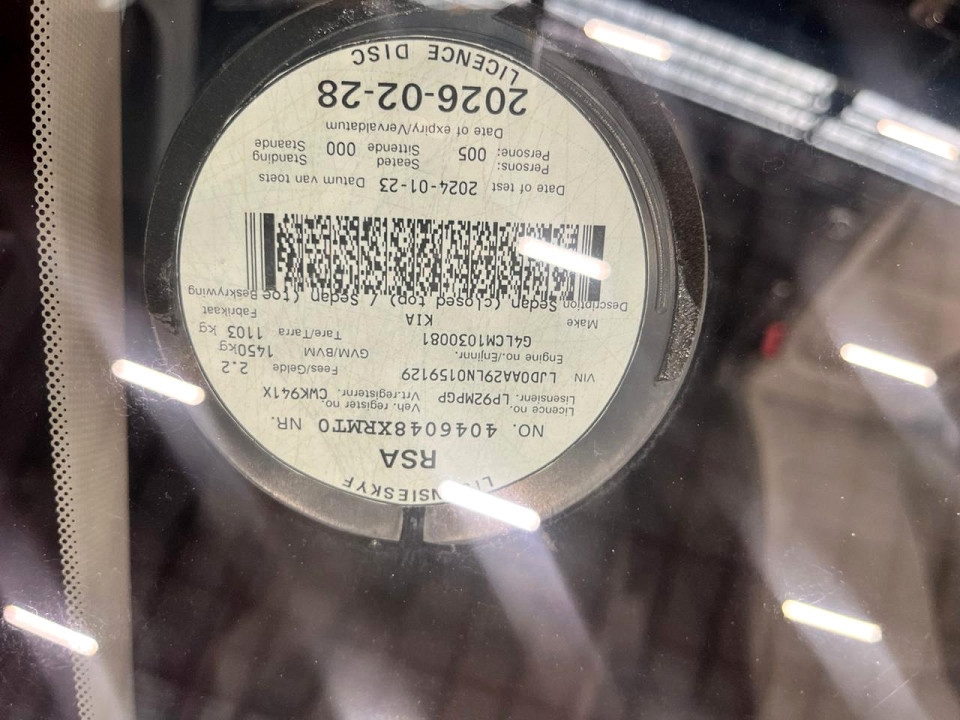 RSA
NO. 4046048XRMT0 NR.
Licence no. Veh. register no.
Lisensienr. LP92MPGP Vrt.registernr. CWK941X
VIN LJD0AA29LN0159129 Fees/Gelde 2.2
Engine no./Enjinnr. GVM/BVM 1450kg
G4LCM1030081 Tare/Tarra 1103 kg
Make KIA Fabrikaat
Description Sedan (closed top) / Sedan (toe Beskrywing
Date of test 2024-01-23 Datum van toets
Persons: Seated Standing
Persone: 005 Sittende 000 Staande
Date of expiry/Vervaldatum
2026-02-28
LICENCE DISC